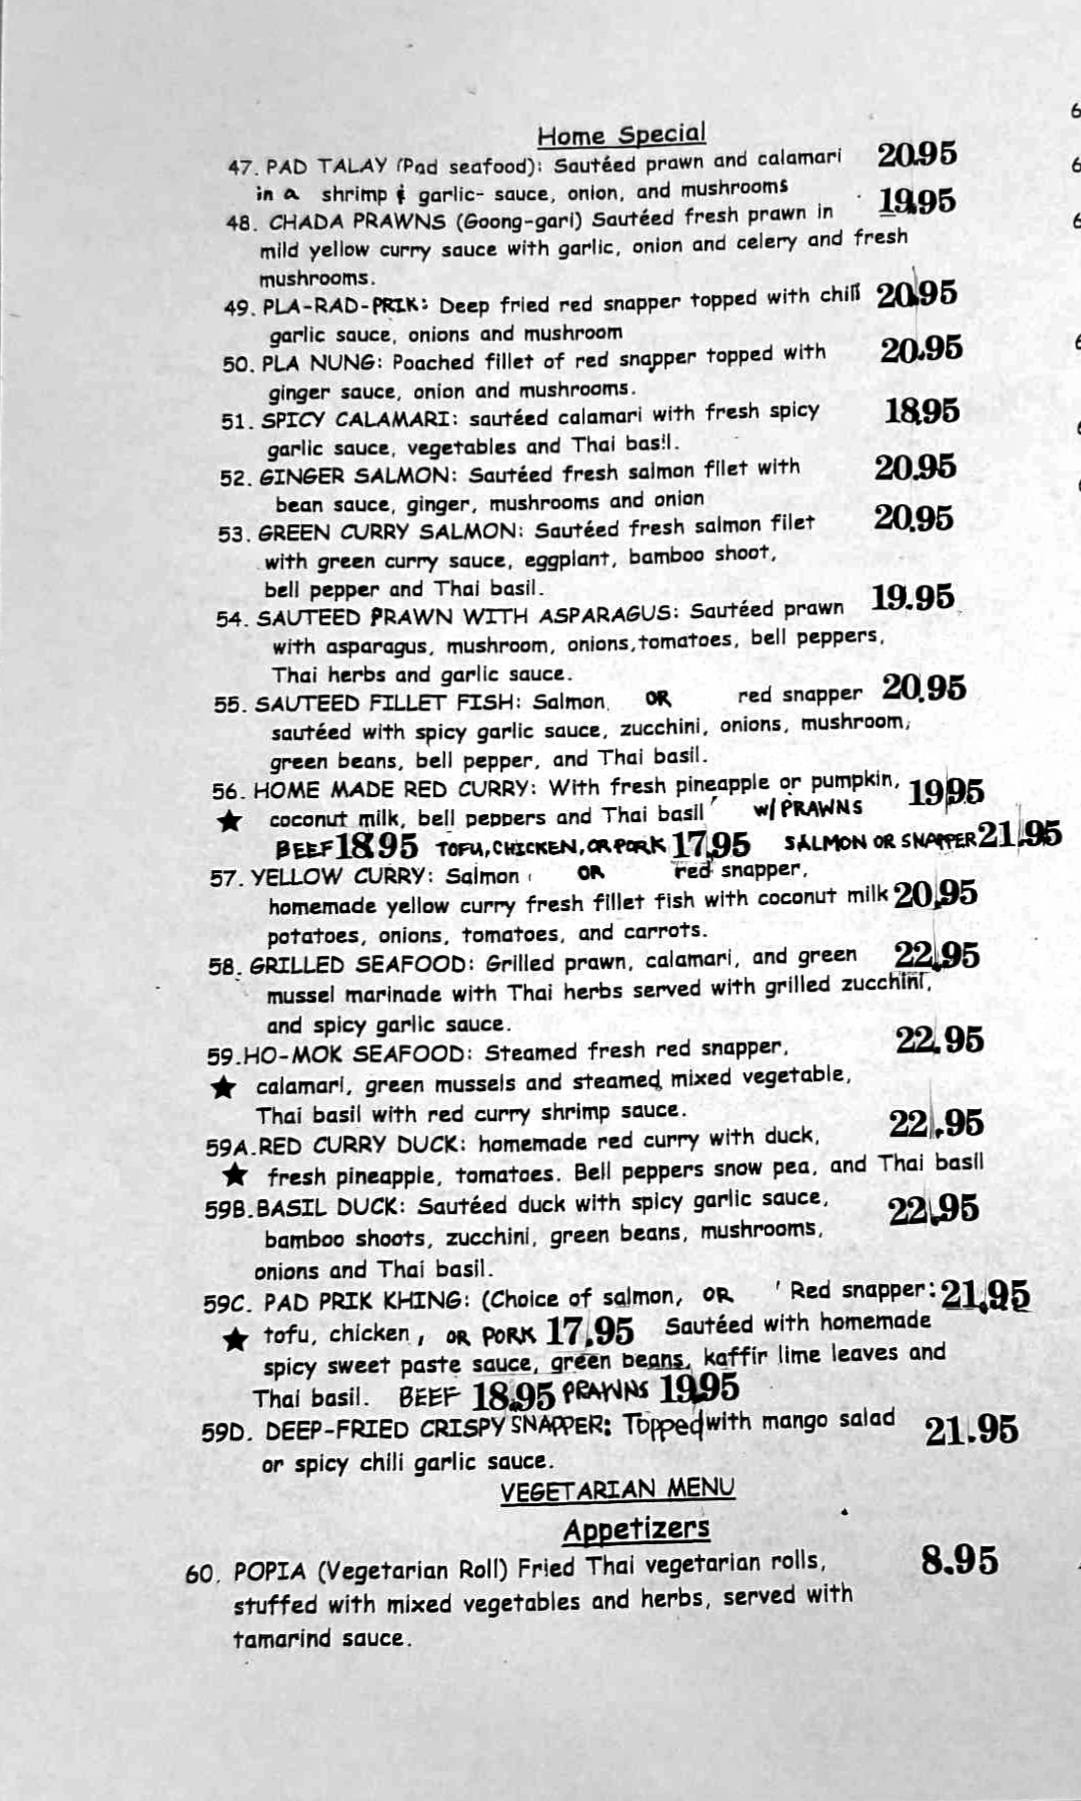 Home Special
47. PAD TALAY (Pad seafood): Sautéed prawn and calamari 20.95
in a shrimp & garlic- sauce, onion, and mushrooms
48. CHADA PRAWNS (Goong-gari) Sautéed fresh prawn in 19.95
mild yellow curry sauce with garlic, onion and celery and fresh
mushrooms.
49. PLA-RAD-PRIK: Deep fried red snapper topped with chili 20.95
garlic sauce, onions and mushroom
50. PLA NUNG: Poached fillet of red snapper topped with 20.95
ginger sauce, onion and mushrooms.
51. SPICY CALAMARI: sautéed calamari with fresh spicy 18.95
garlic sauce, vegetables and Thai basil.
52. GINGER SALMON: Sautéed fresh salmon filet with 20.95
bean sauce, ginger, mushrooms and onion
53. GREEN CURRY SALMON: Sautéed fresh salmon filet 20.95
with green curry sauce, eggplant, bamboo shoot,
bell pepper and Thai basil.
54. SAUTEED PRAWN WITH ASPARAGUS: Sautéed prawn 19.95
with asparagus, mushroom, onions, tomatoes, bell peppers,
Thai herbs and garlic sauce.
55. SAUTEED FILLET FISH: Salmon, OR red snapper 20.95
sautéed with spicy garlic sauce, zucchini, onions, mushroom,
green beans, bell pepper, and Thai basil.
56. HOME MADE RED CURRY: With fresh pineapple or pumpkin, 19.95
★ coconut milk, bell peppers and Thai basil w/ PRAWNS
BEEF 18.95 TOFU, CHICKEN, OR PORK 17.95 SALMON OR SNAPPER 21.95
57. YELLOW CURRY: Salmon OR red snapper,
homemade yellow curry fresh fillet fish with coconut milk 20.95
potatoes, onions, tomatoes, and carrots.
58. GRILLED SEAFOOD: Grilled prawn, calamari, and green 22.95
mussel marinade with Thai herbs served with grilled zucchini,
and spicy garlic sauce.
59.HO-MOK SEAFOOD: Steamed fresh red snapper, 22.95
★ calamari, green mussels and steamed mixed vegetable,
Thai basil with red curry shrimp sauce.
59A.RED CURRY DUCK: homemade red curry with duck, 22.95
★ fresh pineapple, tomatoes. Bell peppers snow pea, and Thai basil
59B.BASIL DUCK: Sautéed duck with spicy garlic sauce, 22.95
bamboo shoots, zucchini, green beans, mushrooms,
onions and Thai basil.
59C. PAD PRIK KHING: (Choice of salmon, OR Red snapper: 21.95
★ tofu, chicken, OR PORK 17.95 Sautéed with homemade
spicy sweet paste sauce, green beans, kaffir lime leaves and
Thai basil. BEEF 18.95 PRAWNS 19.95
59D. DEEP-FRIED CRISPY SNAPPER: Topped with mango salad 21.95
or spicy chili garlic sauce.
VEGETARIAN MENU
Appetizers
60. POPIA (Vegetarian Roll) Fried Thai vegetarian rolls, 8.95
stuffed with mixed vegetables and herbs, served with
tamarind sauce.